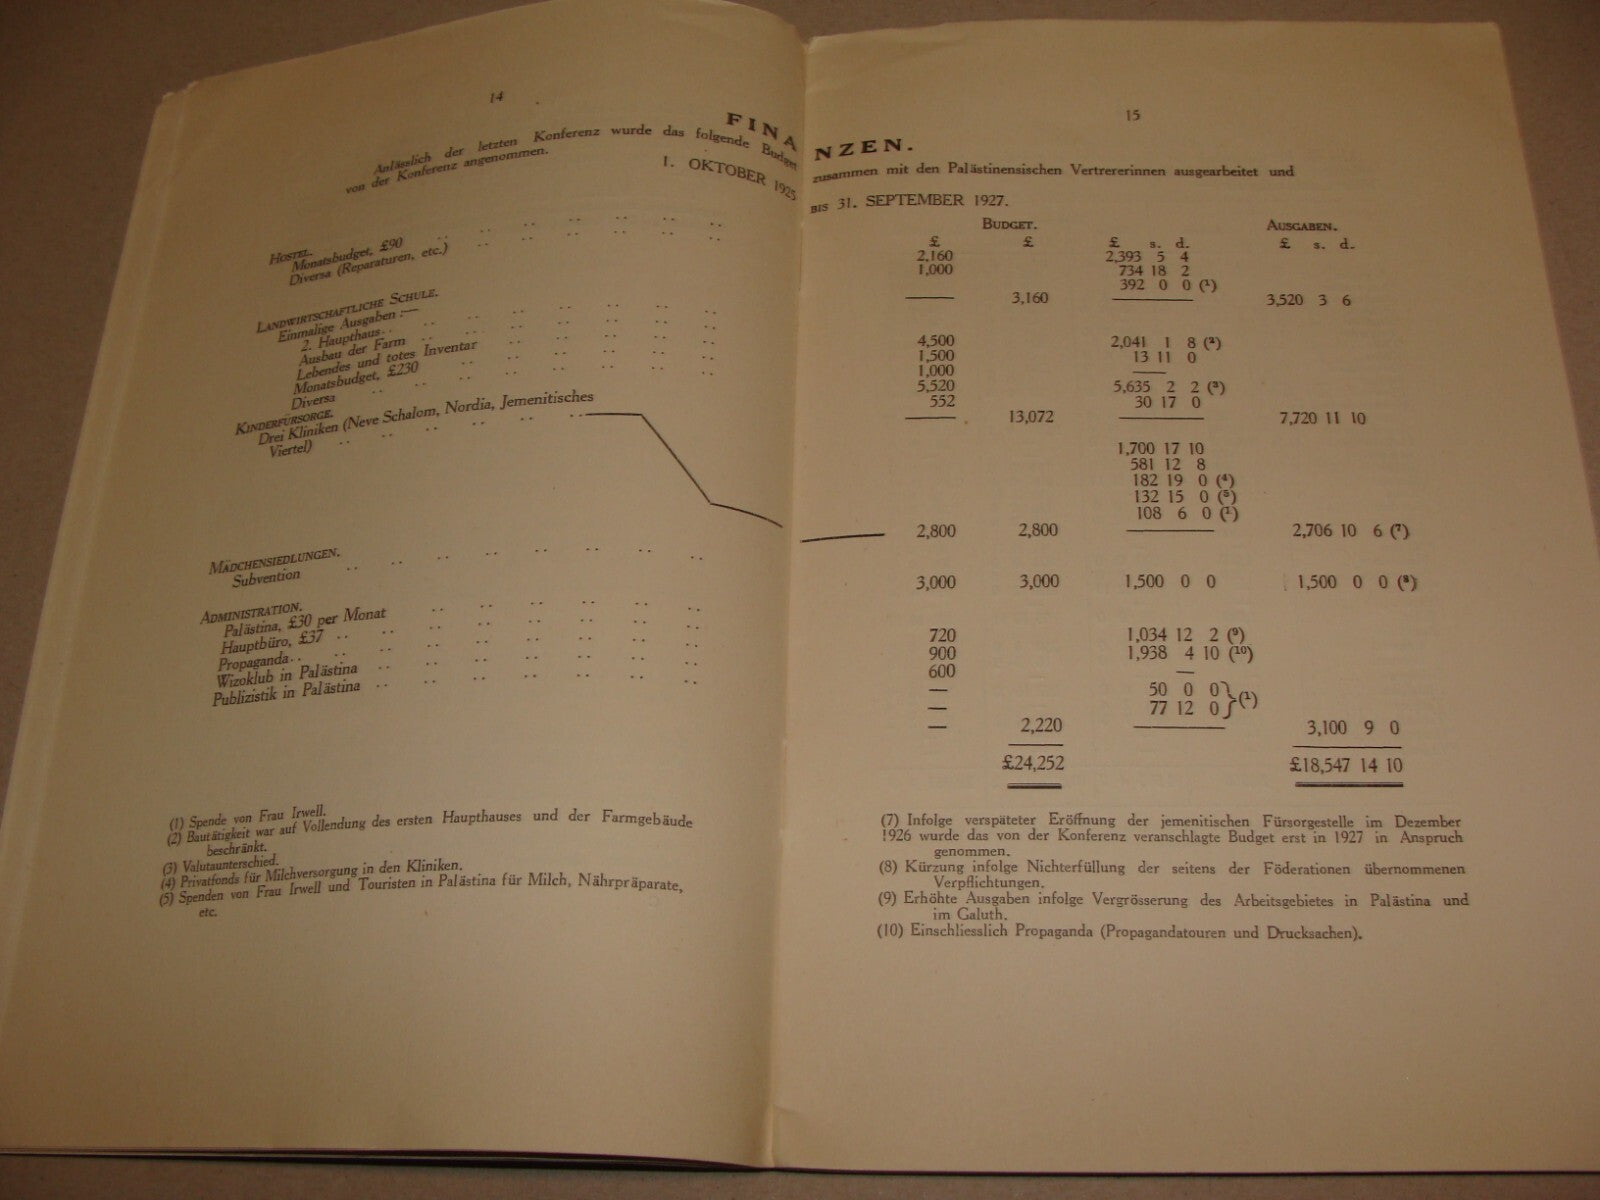 14
FINA
Anlässlich der letzten Konferenz wurde das folgende Budget
von der Konferenz angenommen.
1. OKTOBER 1925
HOSTEL.
Monatsbudget, £90 .. .. .. .. ..
Diversa (Reparaturen, etc.) .. .. .. .. ..
LANDWIRTSCHAFTLICHE SCHULE.
Einmalige Ausgaben :—
2. Haupthaus.. .. .. .. .. .. ..
Ausbau der Farm .. .. .. .. .. ..
Lebendes und totes Inventar .. .. .. .. ..
Monatsbudget, £230 .. .. .. .. ..
Diversa .. .. .. .. .. ..
KINDERFÜRSORGE.
Drei Kliniken (Neve Schalom, Nordia, Jemenitisches
Viertel) .. .. .. .. .. ..
MÄDCHENSIEDLUNGEN.
Subvention .. .. .. .. .. .. .. ..
ADMINISTRATION.
Palästina, £30 per Monat .. .. .. .. .. ..
Hauptbüro, £37 .. .. .. .. .. .. ..
Propaganda.. .. .. .. .. .. .. ..
Wizoklub in Palästina .. .. .. .. .. ..
Publizistik in Palästina .. .. .. .. .. ..
(1) Spende von Frau Irwell.
(2) Bautätigkeit war auf Vollendung des ersten Haupthauses und der Farmgebäude
beschränkt.
(3) Valutaunterschied.
(4) Privatfonds für Milchversorgung in den Kliniken.
(5) Spenden von Frau Irwell und Touristen in Palästina für Milch, Nährpräparate,
etc.
15
NZEN.
zusammen mit den Palästinensischen Vertrererinnen ausgearbeitet und
BIS 31. SEPTEMBER 1927.
BUDGET. AUSGABEN.
£ £ £ s. d. £ s. d.
2,160 2,393 5 4
1,000 734 18 2
392 0 0 (1)
3,160 3,520 3 6
4,500 2,041 1 8 (2)
1,500 13 11 0
1,000 —
5,520 5,635 2 2 (3)
552 30 17 0
13,072 7,720 11 10
1,700 17 10
581 12 8
182 19 0 (4)
132 15 0 (5)
108 6 0 (1)
2,800 2,800 2,706 10 6 (7)
3,000 3,000 1,500 0 0 1,500 0 0 (8)
720 1,034 12 2 (9)
900 1,938 4 10 (10)
600 —
— 50 0 0
— 77 12 0 } (1)
— 2,220 3,100 9 0
£24,252 £18,547 14 10
(7) Infolge verspäteter Eröffnung der jemenitischen Fürsorgestelle im Dezember
1926 wurde das von der Konferenz veranschlagte Budget erst in 1927 in Anspruch
genommen.
(8) Kürzung infolge Nichterfüllung der seitens der Föderationen übernommenen
Verpflichtungen.
(9) Erhöhte Ausgaben infolge Vergrösserung des Arbeitsgebietes in Palästina und
im Galuth.
(10) Einschliesslich Propaganda (Propagandatouren und Drucksachen).